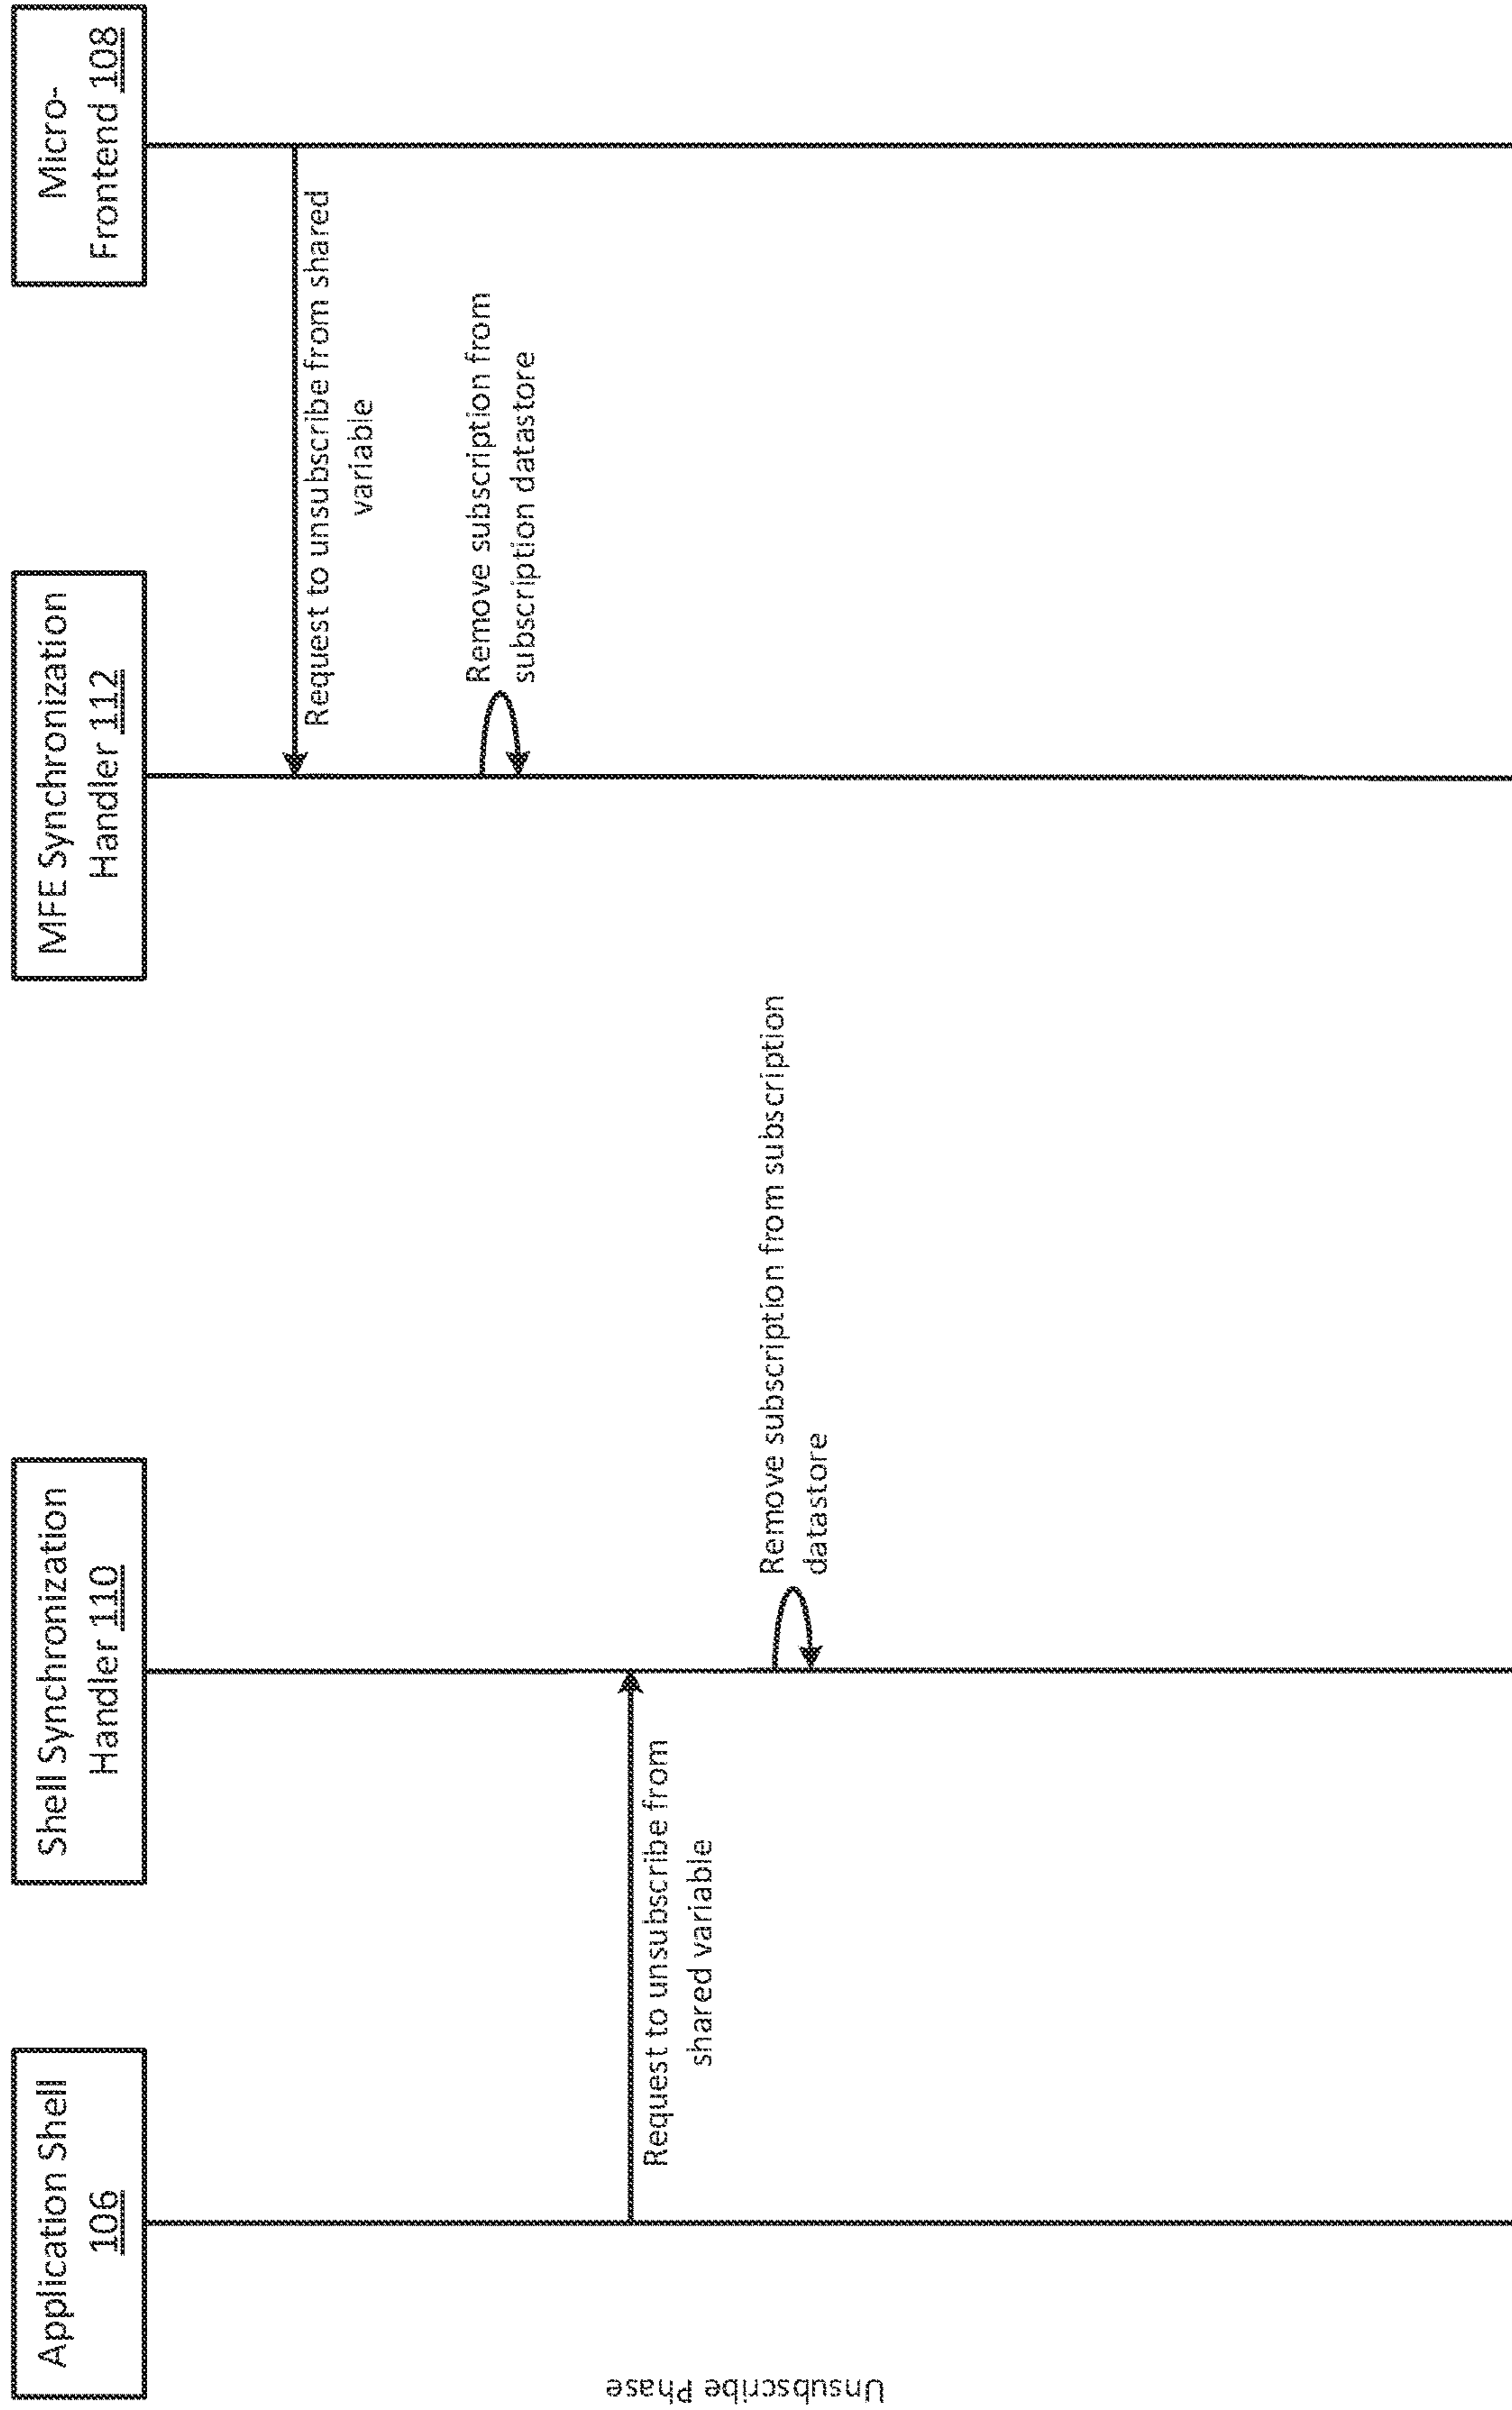 Application Shell
106
Shell Synchronization
Handler 110
MFE Synchronization
Handler 112
Micro-
Frontend 108
Request to unsubscribe from shared
variable
Remove subscription from
subscription datastore
Request to unsubscribe from
shared variable
Remove subscription from subscription
datastore
Unsubscribe Phase